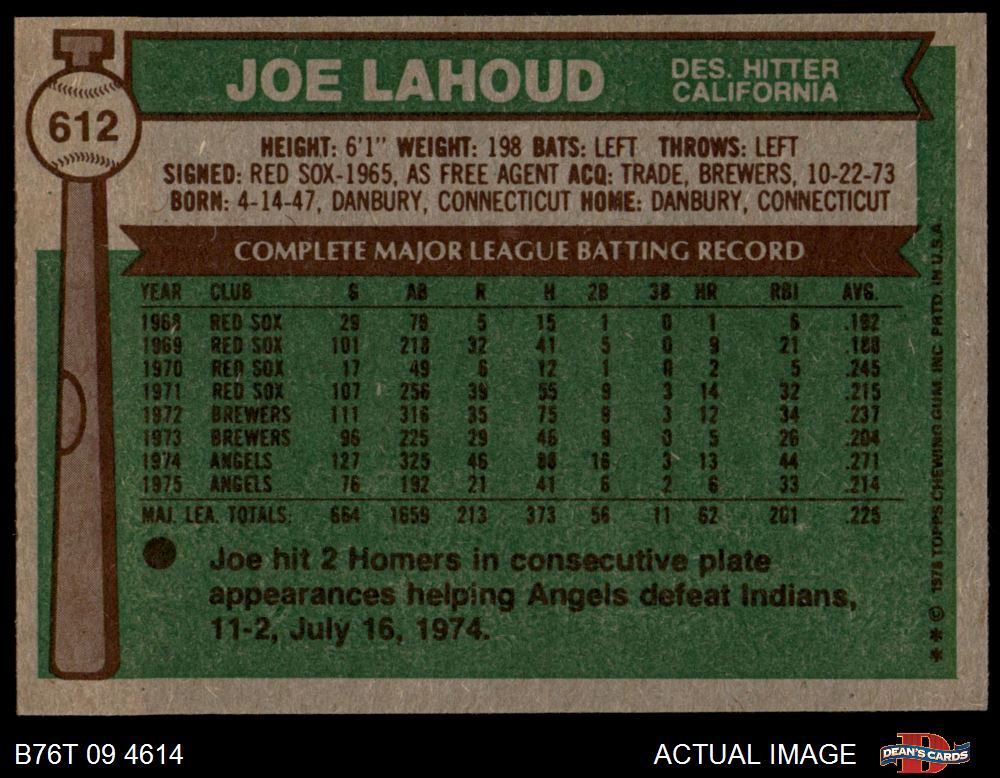 JOE LAHOUD
DES. HITTER
CALIFORNIA
612
HEIGHT: 6'1" WEIGHT: 198 BATS: LEFT THROWS: LEFT
SIGNED: RED SOX-1965, AS FREE AGENT ACQ: TRADE, BREWERS, 10-22-73
BORN: 4-14-47, DANBURY, CONNECTICUT HOME: DANBURY, CONNECTICUT
COMPLETE MAJOR LEAGUE BATTING RECORD
YEAR CLUB G AB R H 2B 3B HR RBI AVG.
1968 RED SOX 29 78 5 15 1 0 1 6 .192
1969 RED SOX 101 218 32 41 5 0 9 21 .188
1970 RED SOX 17 49 6 12 1 0 2 5 .245
1971 RED SOX 107 256 39 55 9 3 14 32 .215
1972 BREWERS 111 316 35 75 9 3 12 34 .237
1973 BREWERS 96 225 29 46 9 0 5 26 .204
1974 ANGELS 127 325 46 88 16 3 13 44 .271
1975 ANGELS 76 192 21 41 6 2 6 33 .214
MAJ. LEA. TOTALS. 664 1659 213 373 56 11 62 201 .225
Joe hit 2 Homers in consecutive plate
appearances helping Angels defeat Indians,
11-2, July 16, 1974.
** © 1976 TOPPS CHEWING GUM, INC. PRTD. IN U.S.A.
B76T 09 4614
ACTUAL IMAGE
D
DEAN'S CARDS